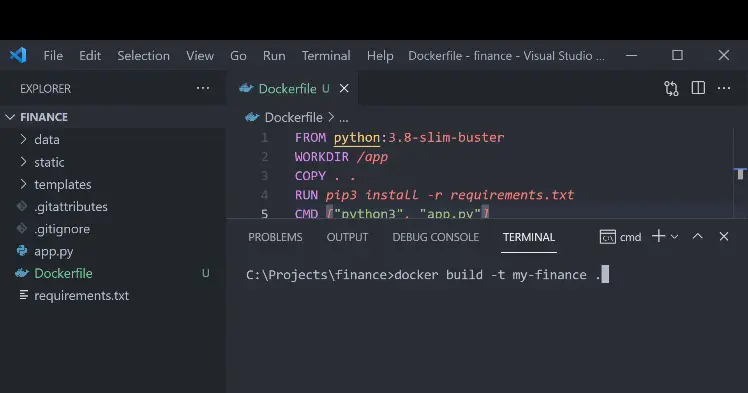 File Edit Selection View Go Run Terminal Help Dockerfile - finance - Visual Studio ...
EXPLORER ...
FINANCE
data
static
templates
.gitattributes
.gitignore
app.py
Dockerfile U
requirements.txt
Dockerfile U
Dockerfile > ...
1 FROM python:3.8-slim-buster
2 WORKDIR /app
3 COPY . .
4 RUN pip3 install -r requirements.txt
5 CMD ["python3", "app.py"]
PROBLEMS OUTPUT DEBUG CONSOLE TERMINAL cmd
C:\Projects\finance>docker build -t my-finance .